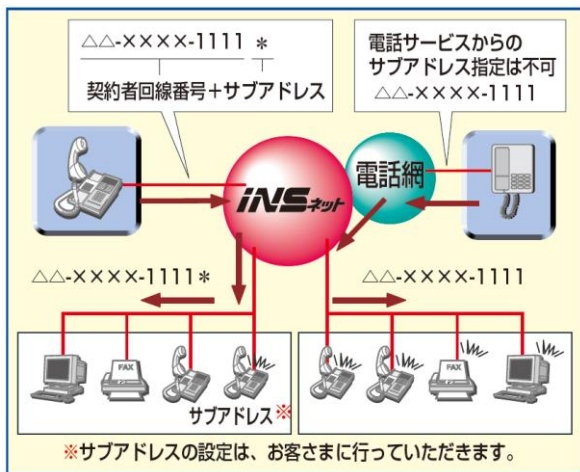 △△-××××-1111 *
契約者回線番号+サブアドレス
電話サービスからの
サブアドレス指定は不可
△△-××××-1111
iNSネット
電話網
△△-××××-1111*
△△-××××-1111
FAX
サブアドレス※
FAX
※サブアドレスの設定は、お客さまに行っていただきます。